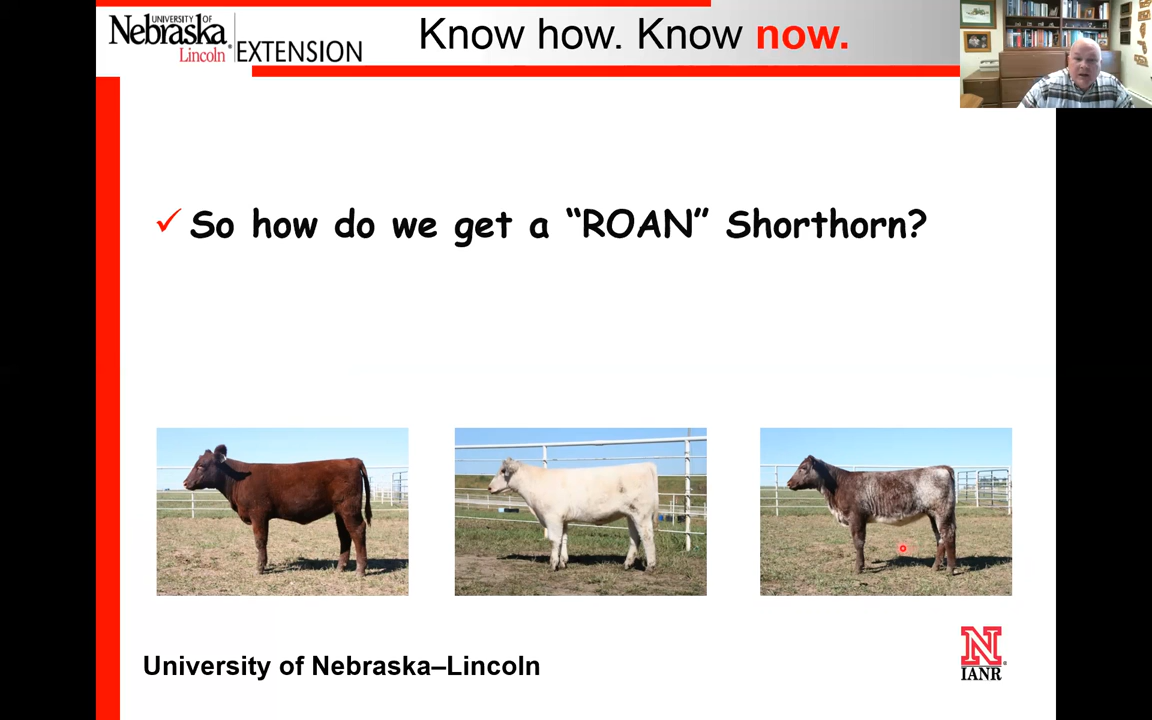 UNIVERSITY OF
Nebraska
Lincoln
EXTENSION
Know how. Know now.
So how do we get a “ROAN” Shorthorn?
University of Nebraska–Lincoln
N
IANR